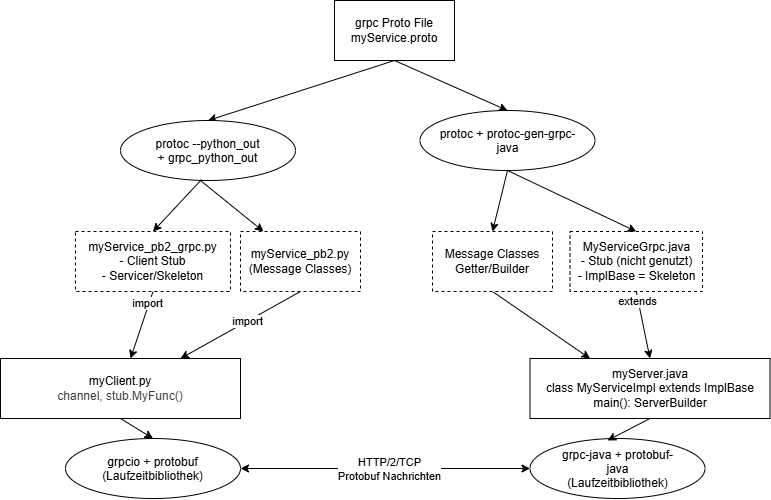 grpc Proto File
myService.proto
protoc --python_out
+ grpc_python_out
protoc + protoc-gen-grpc-
java
myService_pb2_grpc.py
- Client Stub
- Servicer/Skeleton
myService_pb2.py
(Message Classes)
Message Classes
Getter/Builder
MyServiceGrpc.java
- Stub (nicht genutzt)
- ImplBase = Skeleton
import
import
extends
myClient.py
channel, stub.MyFunc()
myServer.java
class MyServiceImpl extends ImplBase
main(): ServerBuilder
grpcio + protobuf
(Laufzeitbibliothek)
HTTP/2/TCP
Protobuf Nachrichten
grpc-java + protobuf-
java
(Laufzeitbibliothek)